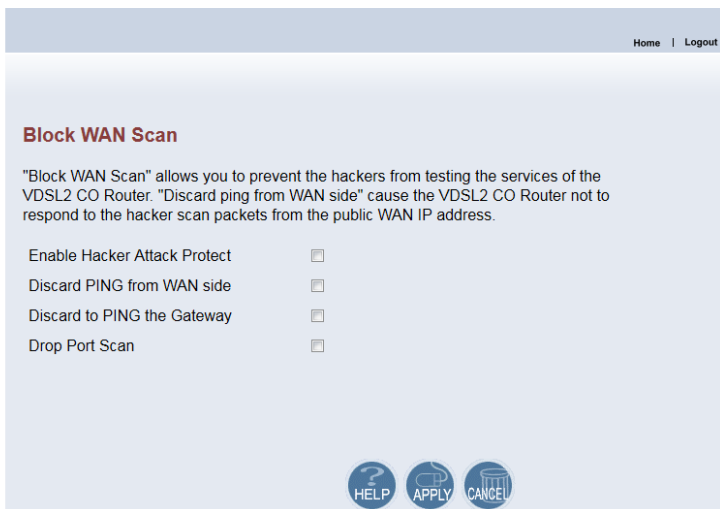 Home | Logout
Block WAN Scan
"Block WAN Scan" allows you to prevent the hackers from testing the services of the
VDSL2 CO Router. "Discard ping from WAN side" cause the VDSL2 CO Router not to
respond to the hacker scan packets from the public WAN IP address.
Enable Hacker Attack Protect
Discard PING from WAN side
Discard to PING the Gateway
Drop Port Scan
HELP APPLY CANCEL